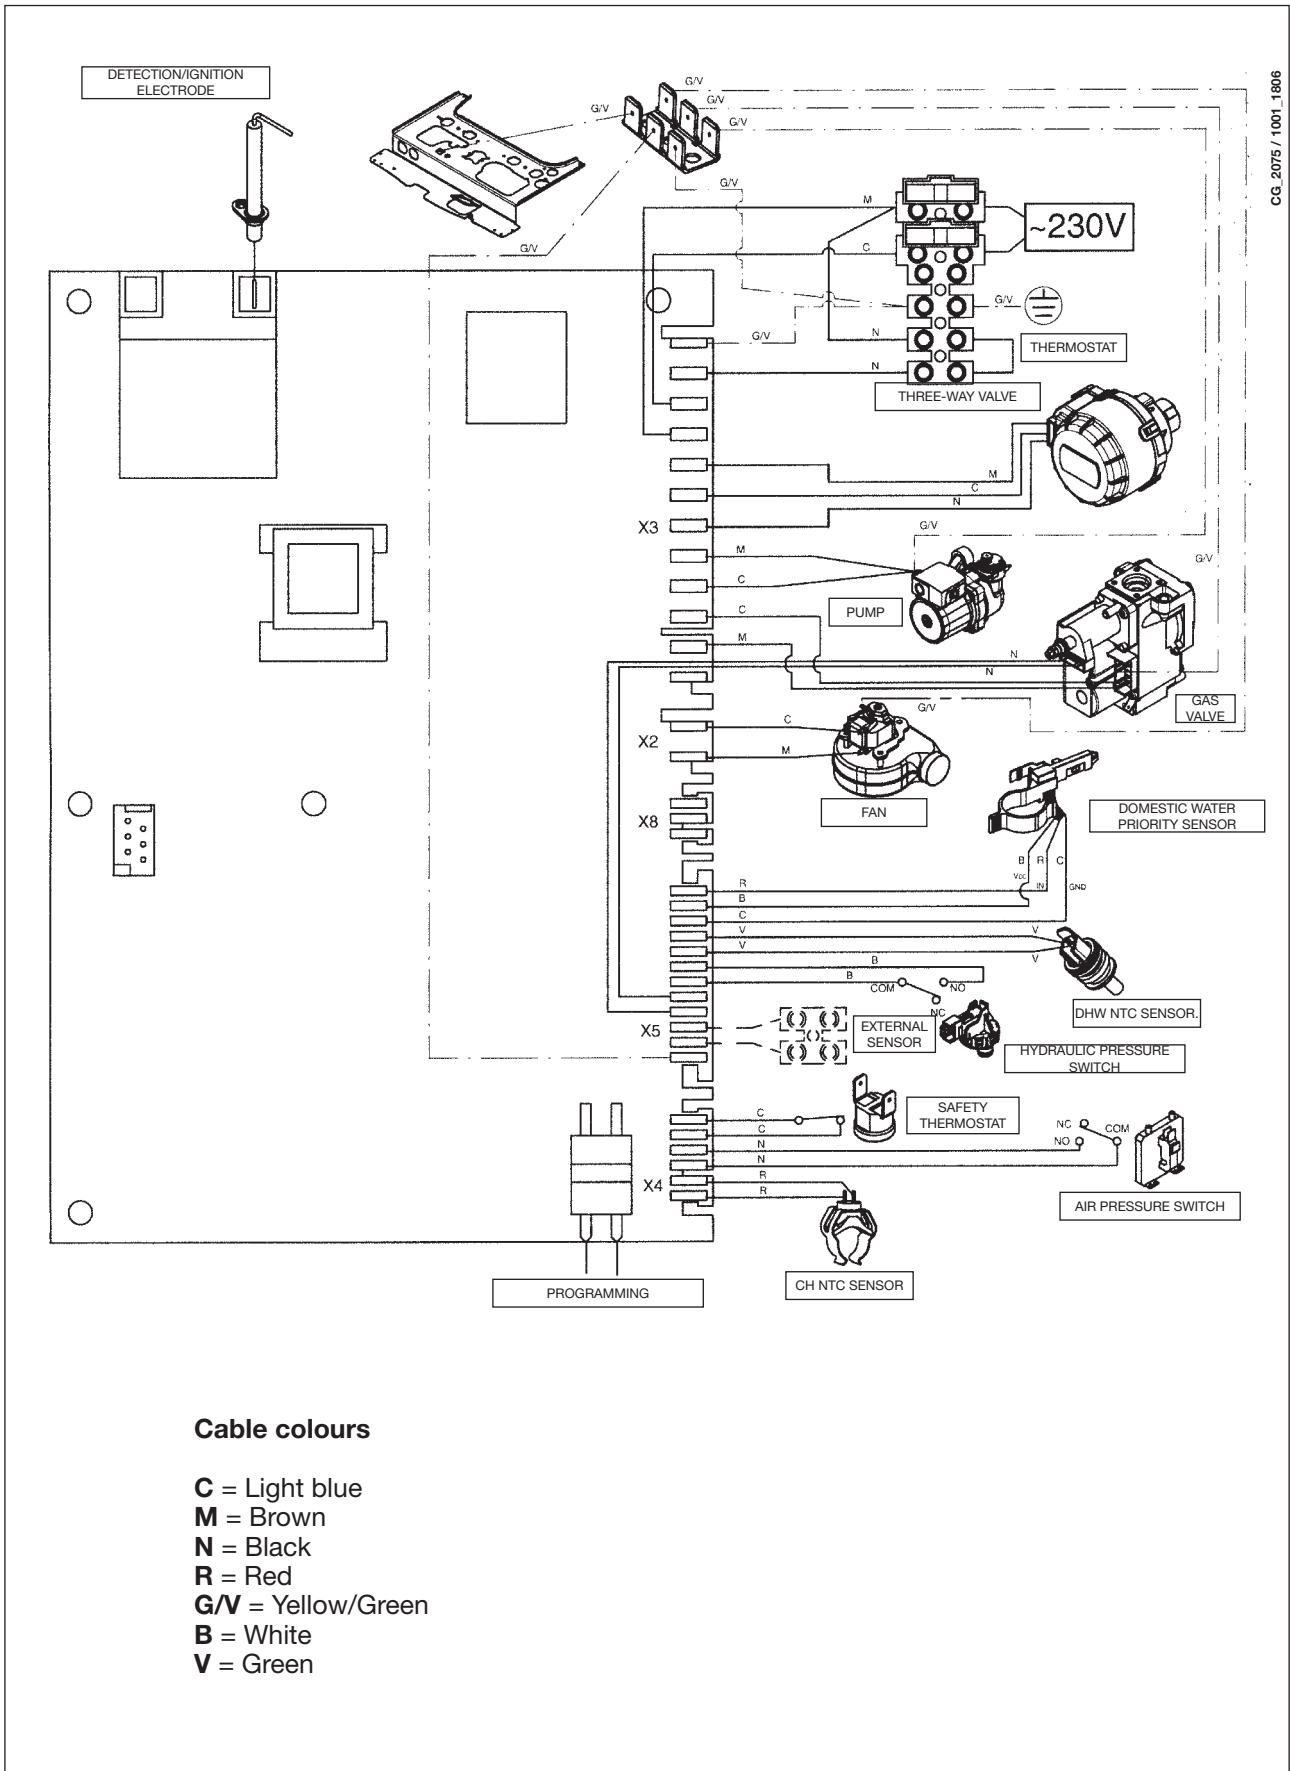 DETECTION/IGNITION
ELECTRODE
G/V
G/V
G/V
G/V
G/V
G/V
CG_2075 / 1001_1806
M
~230V
C
G/V
G/V
N
THERMOSTAT
N
THREE-WAY VALVE
M
C
N
X3
G/V
M
G/V
C
PUMP
C
M
N
N
GAS
VALVE
G/V
C
X2
M
FAN
DOMESTIC WATER
PRIORITY SENSOR
X8
B R C
VDC
IN
GND
R
B
C
V
V
V
V
B
B
COM
NO
NC
DHW NTC SENSOR.
X5
EXTERNAL
SENSOR
HYDRAULIC PRESSURE
SWITCH
SAFETY
THERMOSTAT
C
C
N
N
NC
COM
NO
R
X4
R
AIR PRESSURE SWITCH
CH NTC SENSOR
PROGRAMMING
Cable colours
C = Light blue
M = Brown
N = Black
R = Red
G/V = Yellow/Green
B = White
V = Green